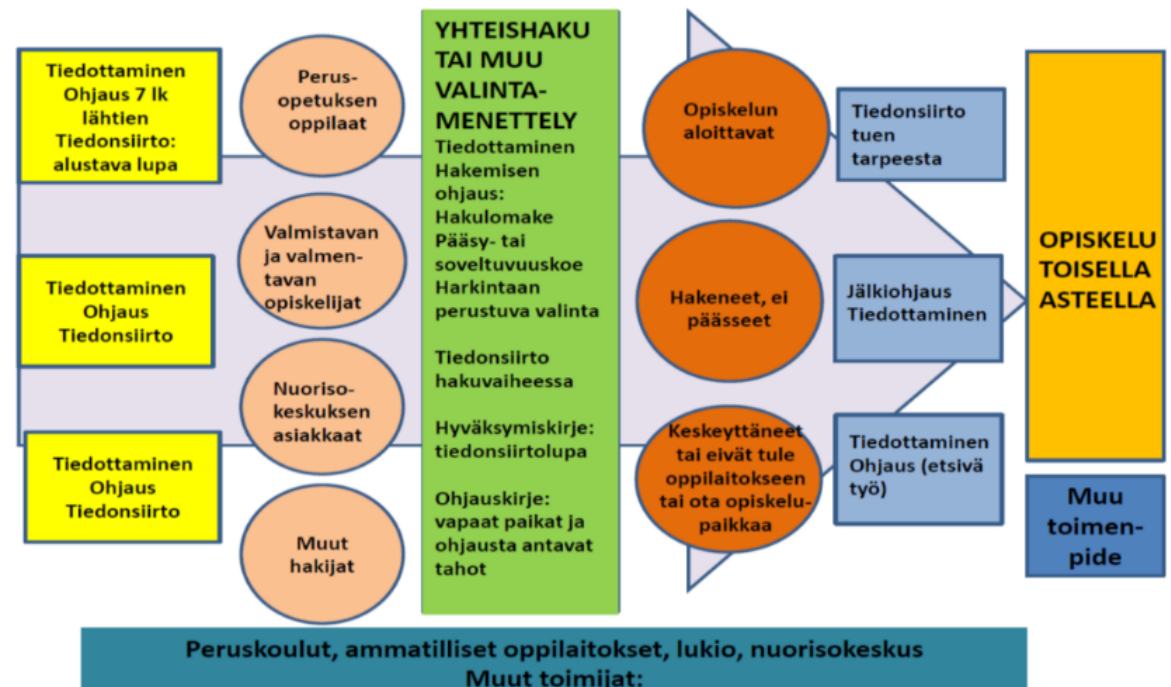 Tiedottaminen
Ohjaus 7 lk
lähtien
Tiedonsiirto:
alustava lupa
Tiedottaminen
Ohjaus
Tiedonsiirto
Tiedottaminen
Ohjaus
Tiedonsiirto
Perus-
opetuksen
oppilaat
Valmistavan
ja valmen-
tavan
opiskelijat
Nuoriso-
keskuksen
asiakkaat
Muut
hakijat
YHTEISHAKU
TAI MUU
VALINTA-
MENETTELY
Tiedottaminen
Hakemisen
ohjaus:
Hakulomake
Pääsy- tai
soveltuvuuskoe
Harkintaan
perustuva valinta
Tiedonsiirto
hakuvaiheessa
Hyväksymiskirje:
tiedonsiirtolupa
Ohjauskirje:
vapaat paikat ja
ohjausta antavat
tahot
Opiskelun
aloittavat
Hakeneet, ei
päässeet
Keskeyttäneet
tai eivät tule
oppilaitokseen
tai ota opiskelu-
paikkaa
Tiedonsiirto
tuen
tarpeesta
Jälkiohjaus
Tiedottaminen
Tiedottaminen
Ohjaus (etsivä
työ)
OPISKELU
TOISELLA
ASTEELLA
Muu
toimen-
pide
Peruskoulut, ammatilliset oppilaitokset, lukio, nuorisokeskus
Muut toimijat: